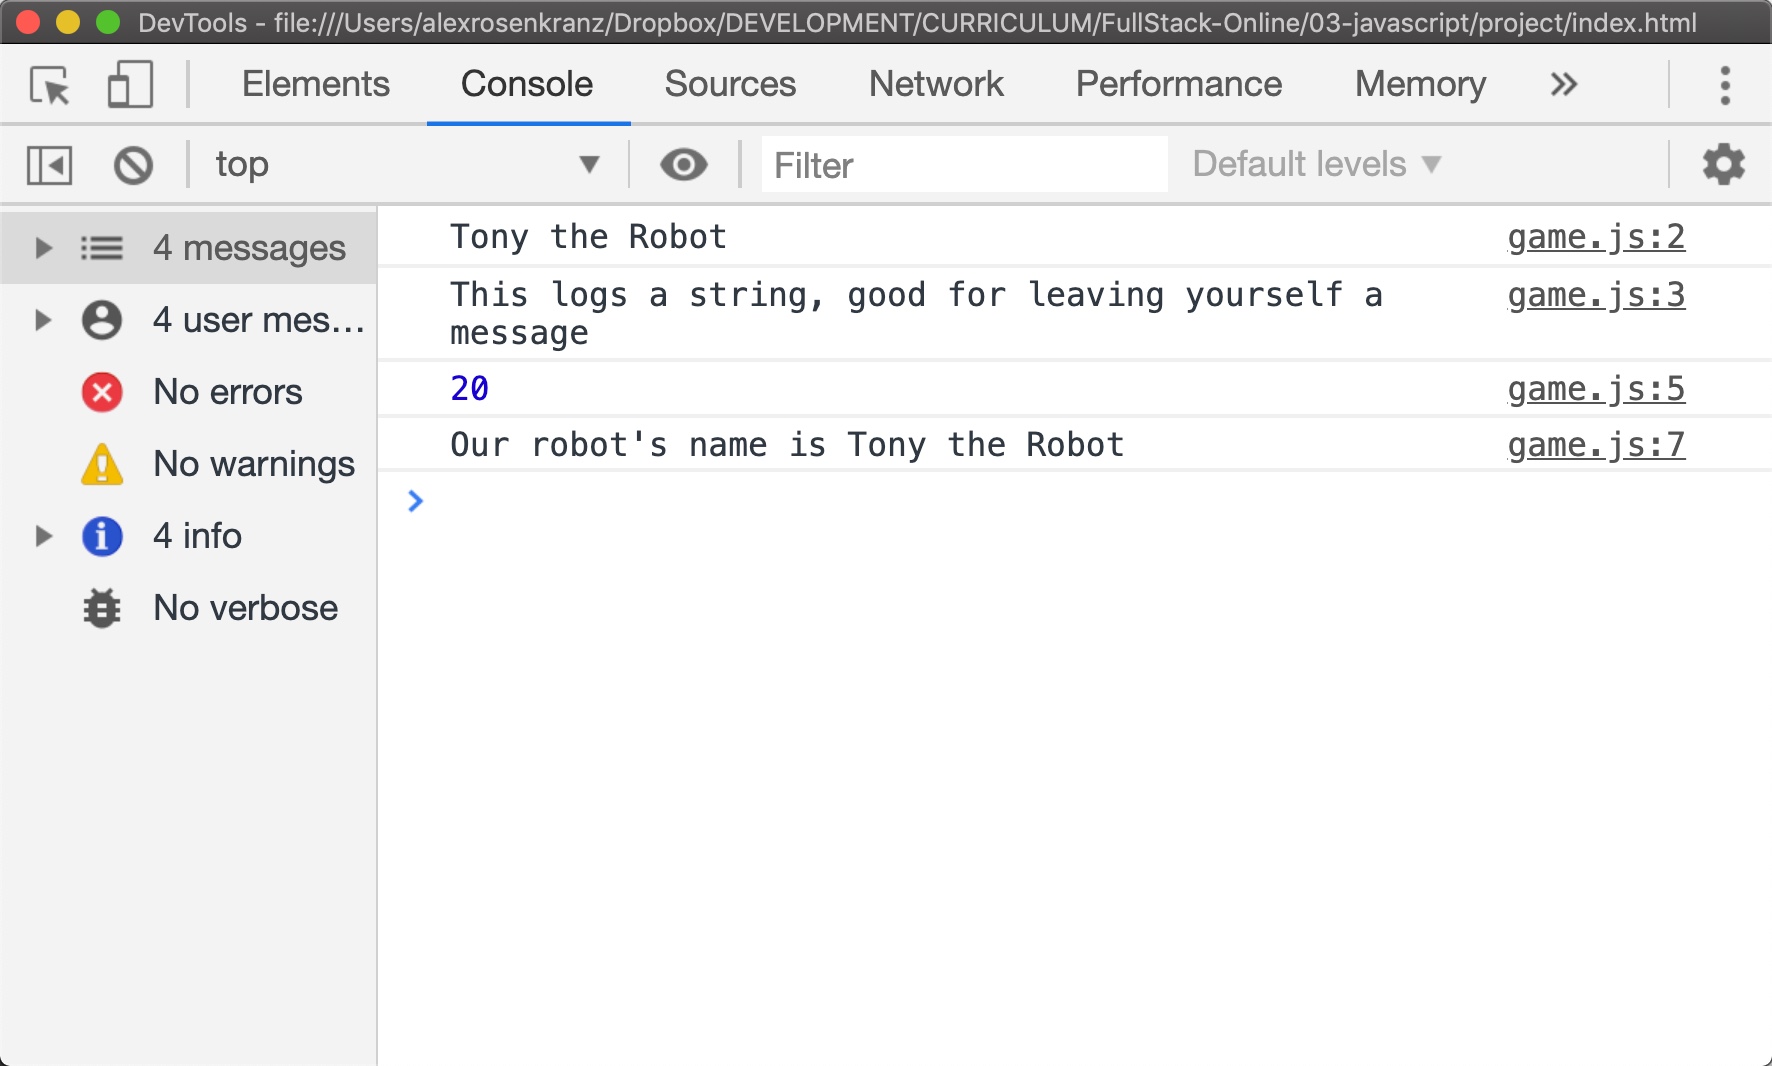 DevTools - file:///Users/alexrosenkranz/Dropbox/DEVELOPMENT/CURRICULUM/FullStack-Online/03-javascript/project/index.html
Elements Console Sources Network Performance Memory »
top ▼ Filter Default levels ▼
4 messages
4 user mes…
No errors
No warnings
4 info
No verbose
Tony the Robot game.js:2
This logs a string, good for leaving yourself a game.js:3
message
20 game.js:5
Our robot's name is Tony the Robot game.js:7